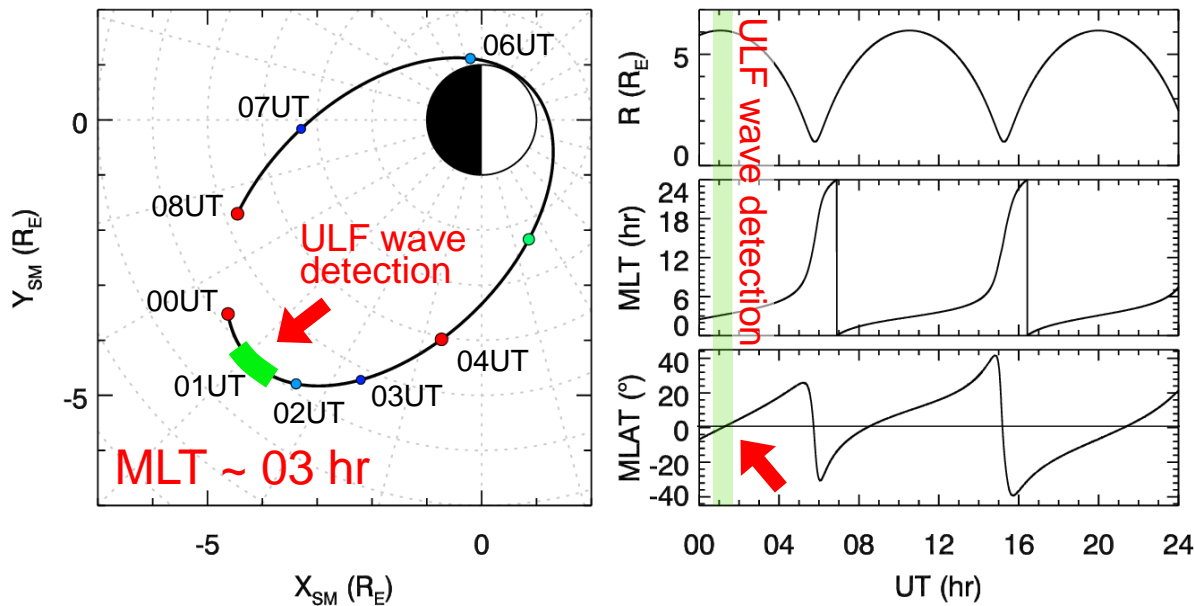 06UT
07UT
0
08UT
ULF wave
detection
00UT
04UT
01UT
03UT
02UT
-5
MLT ~ 03 hr
Y_SM (R_E)
-5
0
X_SM (R_E)
R (R_E)
5
0
MLT (hr)
24
18
12
6
0
MLAT (°)
40
20
0
-20
-40
ULF wave detection
00
04
08
12
16
20
24
UT (hr)